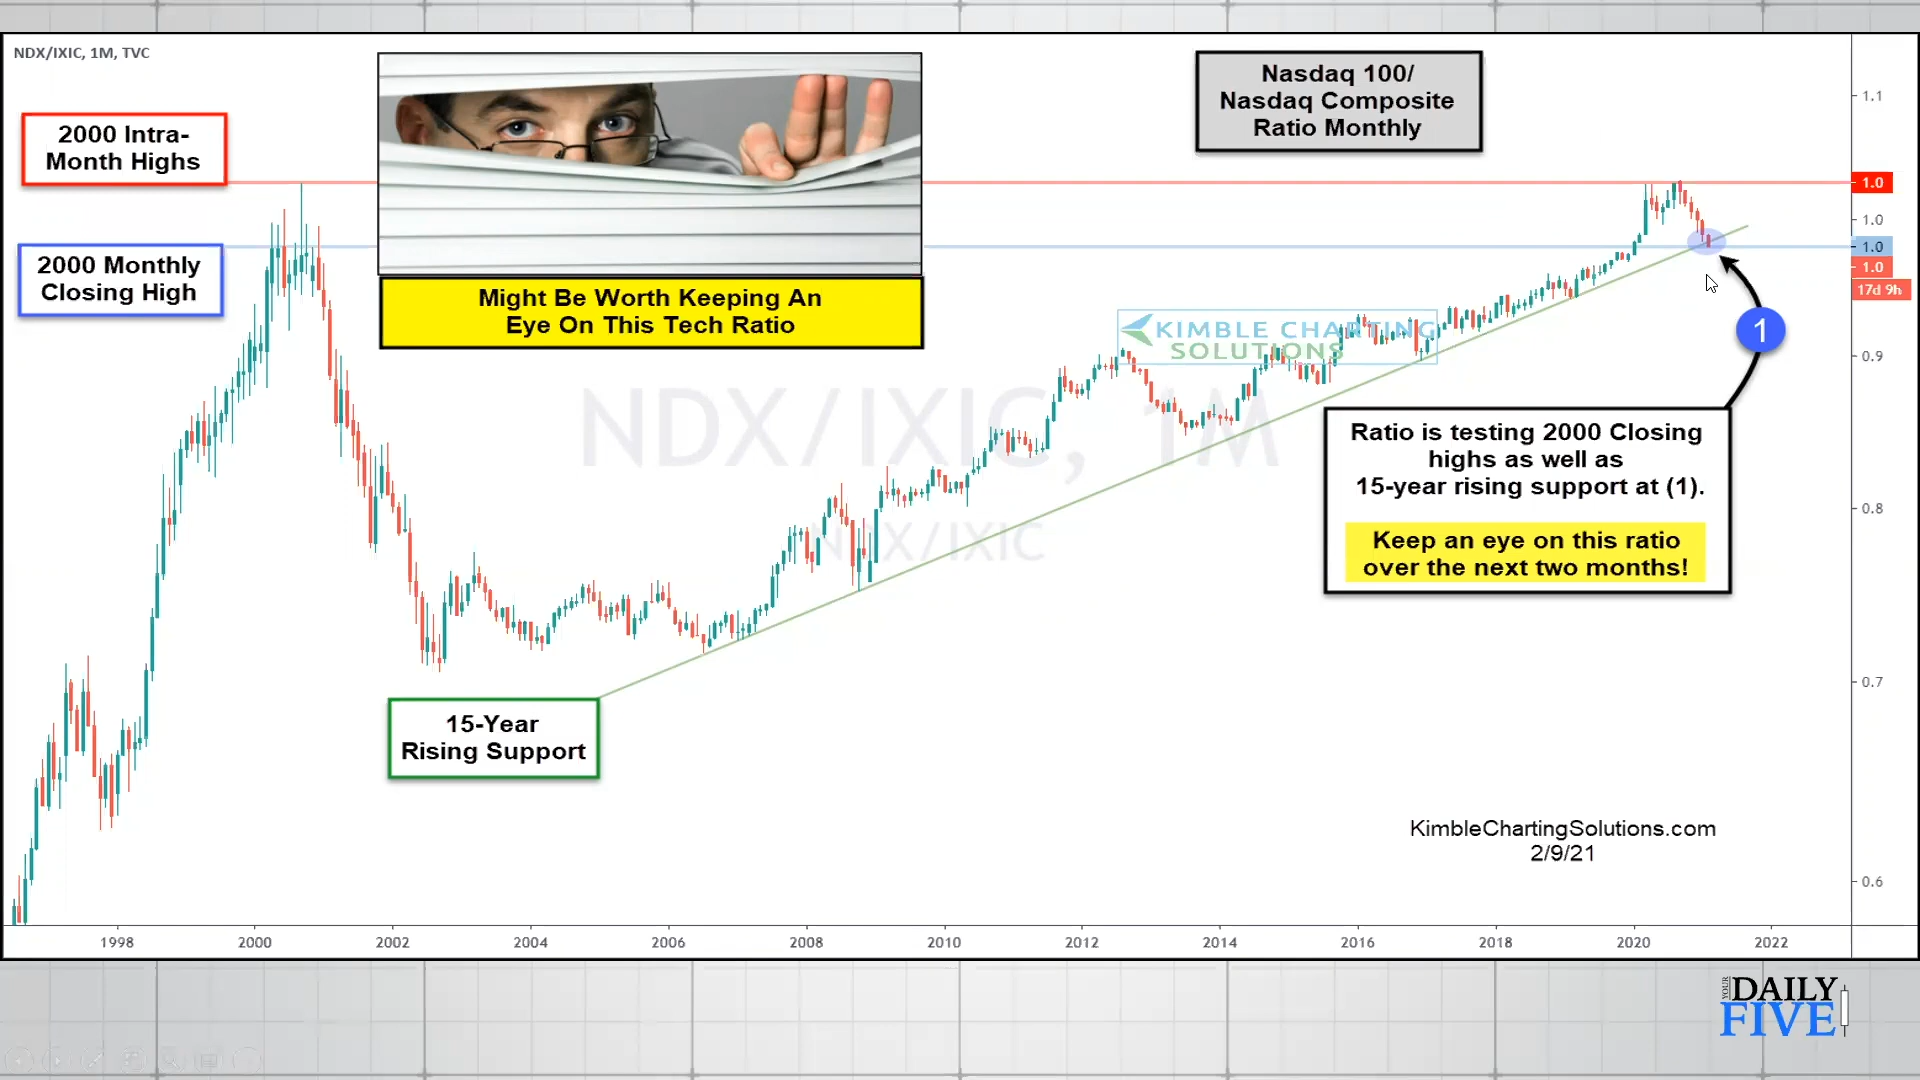 NDX/IXIC, 1M, TVC
2000 Intra-
Month Highs
2000 Monthly
Closing High
Might Be Worth Keeping An
Eye On This Tech Ratio
Nasdaq 100/
Nasdaq Composite
Ratio Monthly
1.1
1.0
1.0
1.0
1.0
17d 9h
0.9
0.8
0.7
0.6
KIMBLE CHARTING
SOLUTIONS
NDX/IXIC, 1M
NDX/IXIC
1
Ratio is testing 2000 Closing
highs as well as
15-year rising support at (1).
Keep an eye on this ratio
over the next two months!
15-Year
Rising Support
KimbleChartingSolutions.com
2/9/21
1998 2000 2002 2004 2006 2008 2010 2012 2014 2016 2018 2020 2022
YOUR
DAILY
FIVE